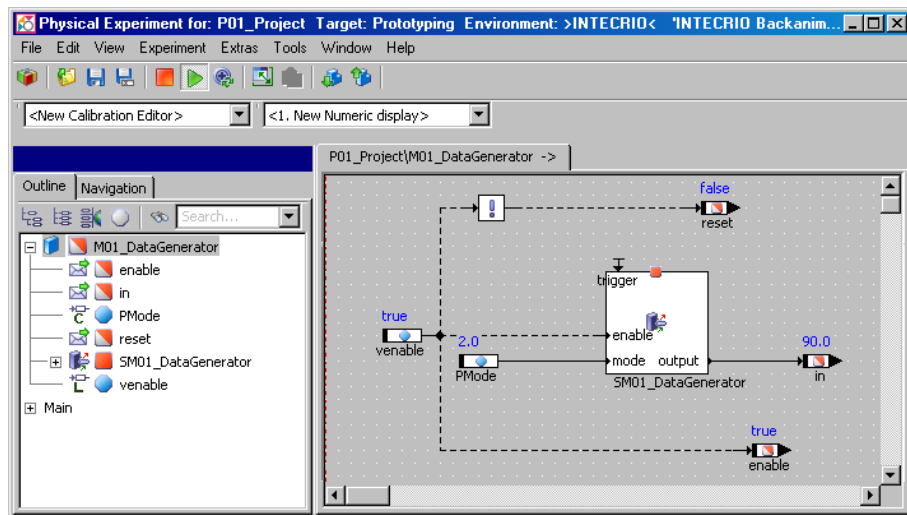 Physical Experiment for: P01_Project Target: Prototyping Environment: >INTECRIO< 'INTECRIO Backanim...
File Edit View Experiment Extras Tools Window Help
<New Calibration Editor> <1. New Numeric display>
P01_Project\M01_DataGenerator ->
Outline Navigation
Search...
M01_DataGenerator
enable
in
C PMode
reset
SM01_DataGenerator
L venable
Main
false
!
reset
trigger
true
enable
venable
2.0
90.0
mode output
PMode
SM01_DataGenerator
in
true
enable